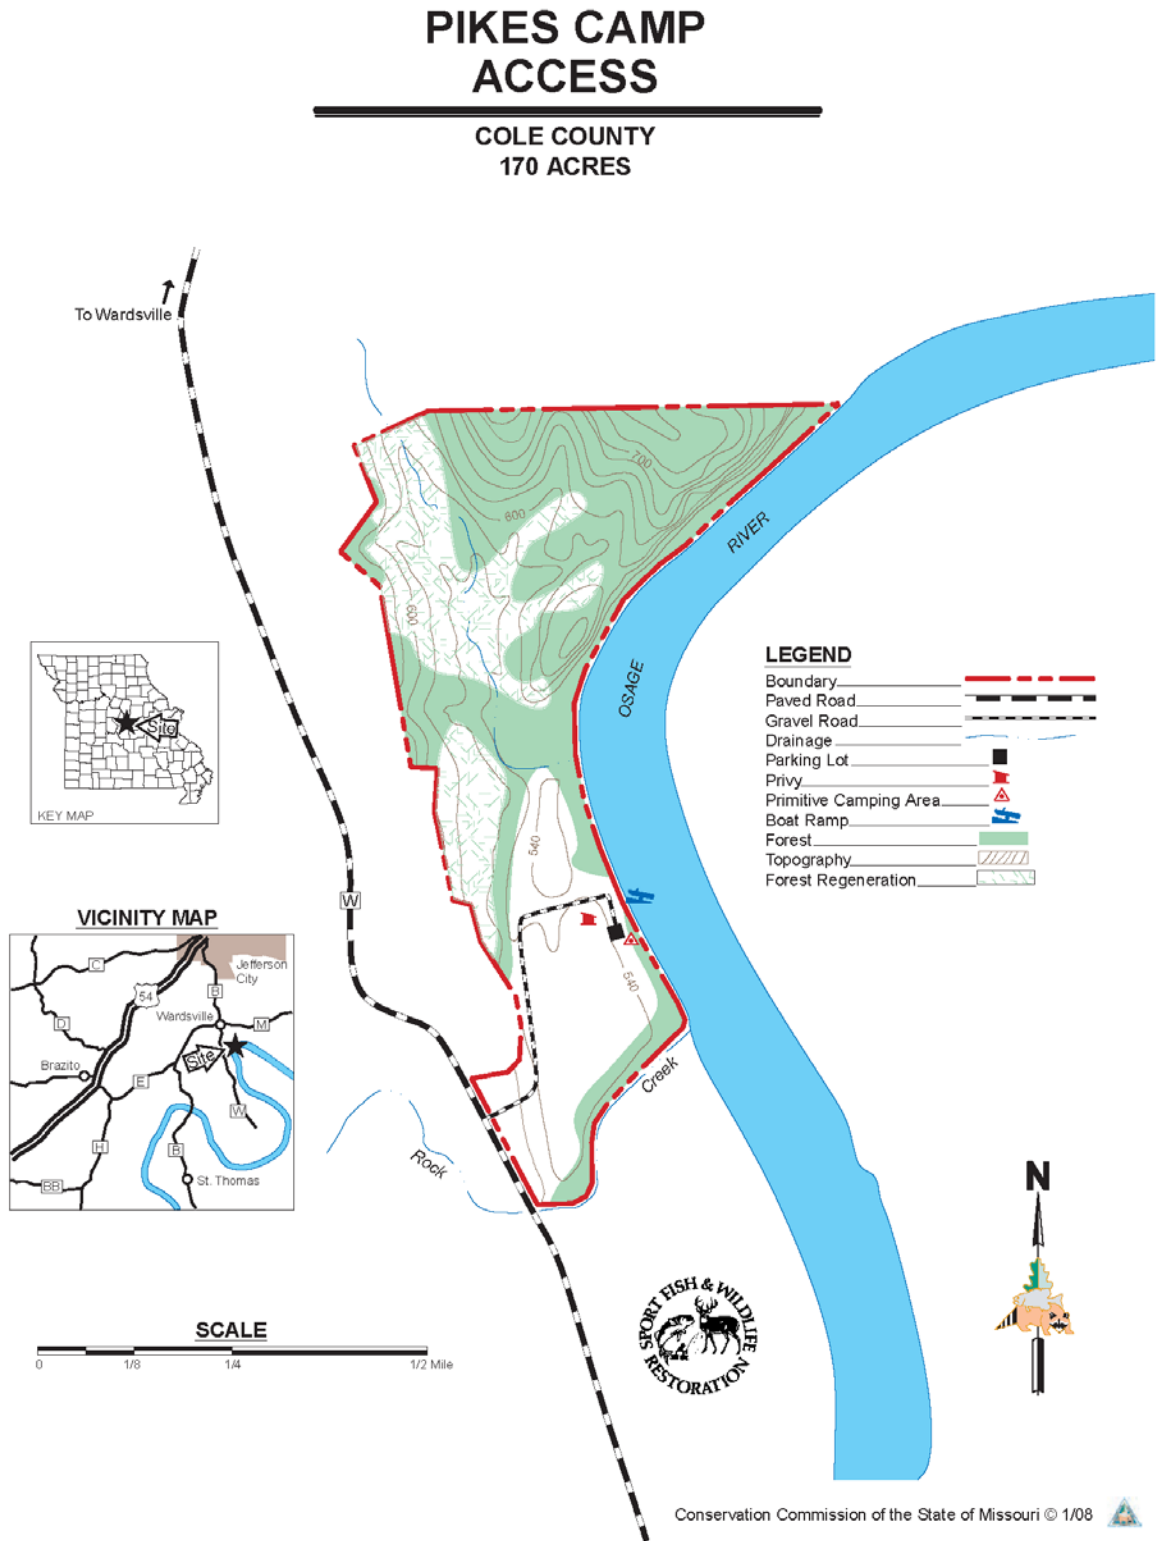 PIKES CAMP
ACCESS
COLE COUNTY
170 ACRES
To Wardsville
700
600
600
RIVER
OSAGE
LEGEND
Boundary
Paved Road
Gravel Road
Drainage
Parking Lot
Privy
Primitive Camping Area
Boat Ramp
Forest
Topography
Forest Regeneration
Site
KEY MAP
540
W
540
VICINITY MAP
C
Jefferson
City
54
B
D
Wardsville
M
Site
Brazito
E
W
H
B
BB
St. Thomas
Creek
Rock
N
SCALE
0
1/8
1/4
1/2 Mile
SPORT FISH & WILDLIFE
RESTORATION
Conservation Commission of the State of Missouri © 1/08